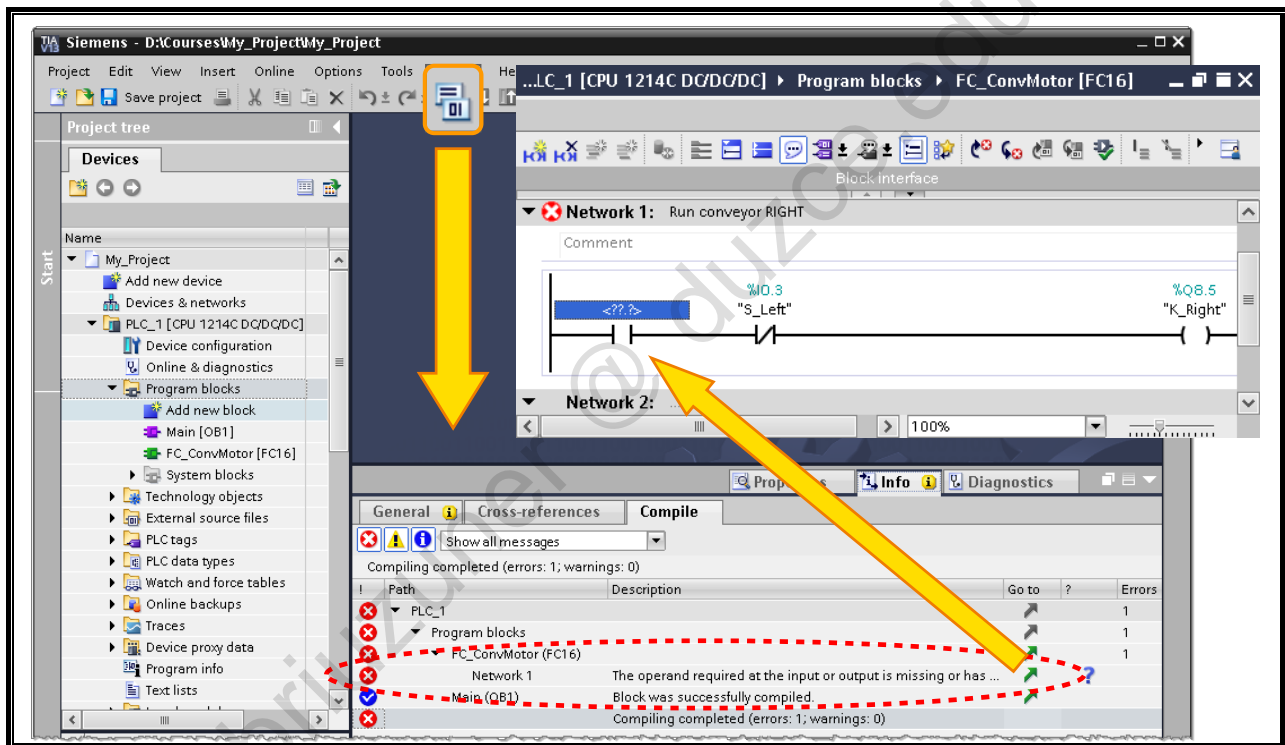 Siemens - D:\Courses\My_Project\My_Project
Project Edit View Insert Online Options Tools He
Save project
Project tree
Devices
Name
My_Project
Add new device
Devices & networks
PLC_1 [CPU 1214C DC/DC/DC]
Device configuration
Online & diagnostics
Program blocks
Add new block
Main [OB1]
FC_ConvMotor [FC16]
System blocks
Technology objects
External source files
PLC tags
PLC data types
Watch and force tables
Online backups
Traces
Device proxy data
Program info
Text lists
Start
...LC_1 [CPU 1214C DC/DC/DC] ▸ Program blocks ▸ FC_ConvMotor [FC16]
Block interface
Network 1: Run conveyor RIGHT
Comment
<??.?>
%I0.3
"S_Left"
%Q8.5
"K_Right"
Network 2: ...
100%
Info
Diagnostics
General
Cross-references
Compile
Show all messages
Compiling completed (errors: 1; warnings: 0)
! Path Description Go to ? Errors
PLC_1 1
Program blocks 1
FC_ConvMotor (FC16) 1
Network 1 The operand required at the input or output is missing or has ... ?
Main (OB1) Block was successfully compiled.
Compiling completed (errors: 1; warnings: 0)
@duzce.edu